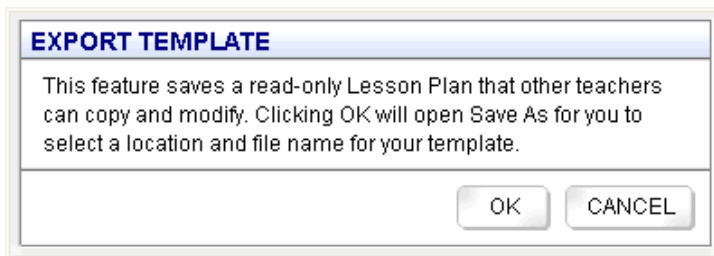 EXPORT TEMPLATE
This feature saves a read-only Lesson Plan that other teachers
can copy and modify. Clicking OK will open Save As for you to
select a location and file name for your template.
OK CANCEL